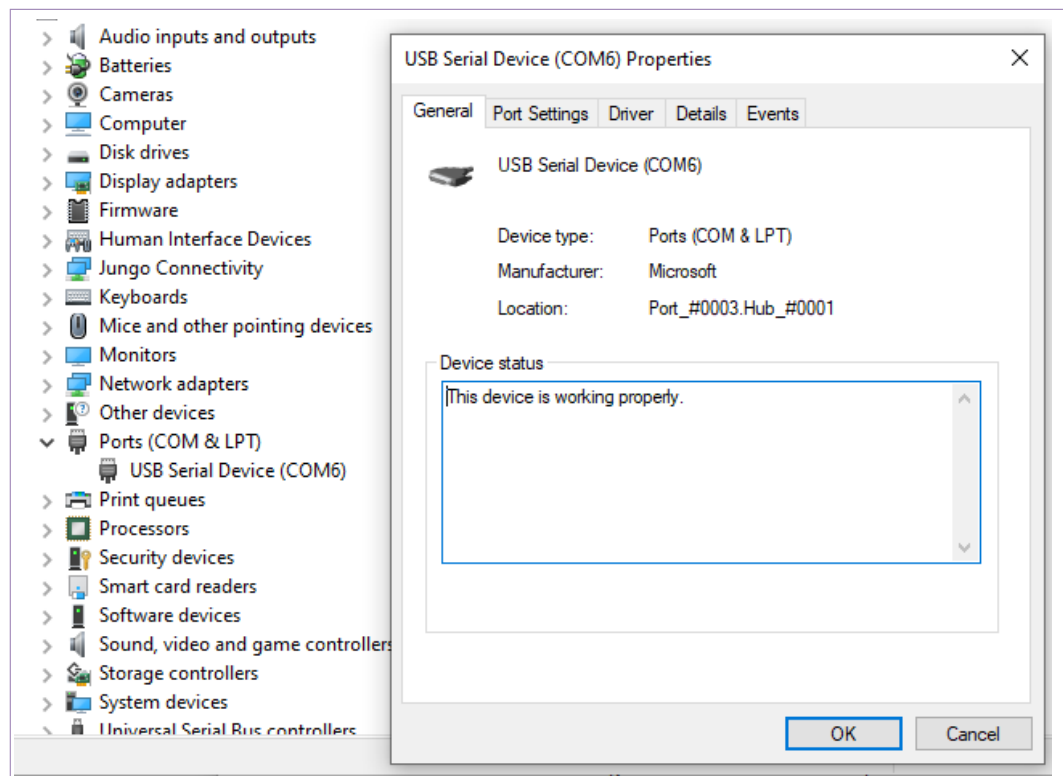 Audio inputs and outputs
Batteries
Cameras
Computer
Disk drives
Display adapters
Firmware
Human Interface Devices
Jungo Connectivity
Keyboards
Mice and other pointing devices
Monitors
Network adapters
Other devices
Ports (COM & LPT)
USB Serial Device (COM6)
Print queues
Processors
Security devices
Smart card readers
Software devices
Sound, video and game controllers
Storage controllers
System devices
Universal Serial Bus controllers
USB Serial Device (COM6) Properties
General Port Settings Driver Details Events
USB Serial Device (COM6)
Device type: Ports (COM & LPT)
Manufacturer: Microsoft
Location: Port_#0003.Hub_#0001
Device status
This device is working properly.
OK Cancel